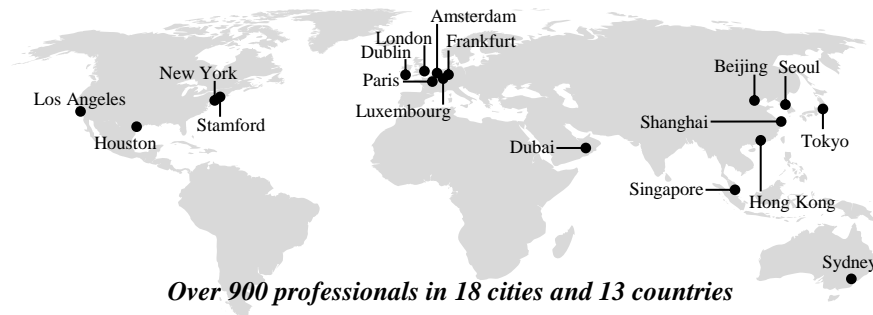 Amsterdam
London
Frankfurt
Dublin
Paris
Luxembourg
New York
Los Angeles
Stamford
Houston
Beijing
Seoul
Shanghai
Tokyo
Dubai
Singapore
Hong Kong
Sydney
Over 900 professionals in 18 cities and 13 countries